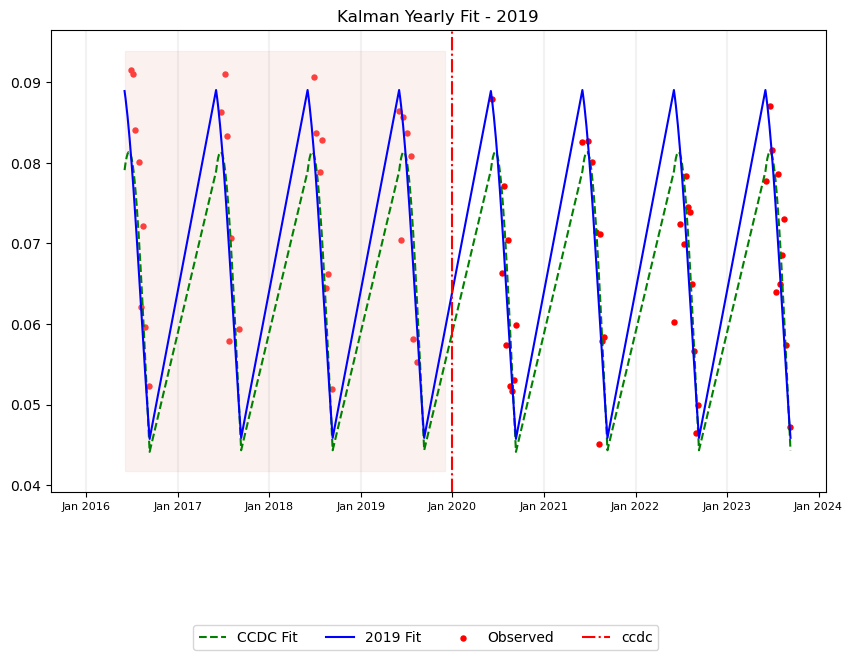 Kalman Yearly Fit - 2019
0.09
0.08
0.07
0.06
0.05
0.04
Jan 2016 Jan 2017 Jan 2018 Jan 2019 Jan 2020 Jan 2021 Jan 2022 Jan 2023 Jan 2024
CCDC Fit 2019 Fit Observed ccdc